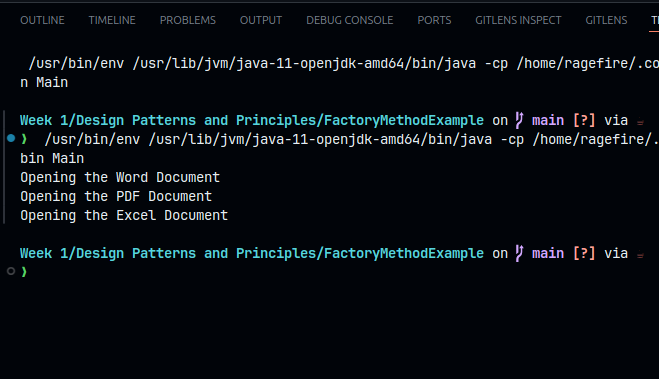 OUTLINE TIMELINE PROBLEMS OUTPUT DEBUG CONSOLE PORTS GITLENS INSPECT GITLENS
/usr/bin/env /usr/lib/jvm/java-11-openjdk-amd64/bin/java -cp /home/ragefire/.co
n Main
Week 1/Design Patterns and Principles/FactoryMethodExample on main [?] via
❯ /usr/bin/env /usr/lib/jvm/java-11-openjdk-amd64/bin/java -cp /home/ragefire/.
bin Main
Opening the Word Document
Opening the PDF Document
Opening the Excel Document
Week 1/Design Patterns and Principles/FactoryMethodExample on main [?] via
❯